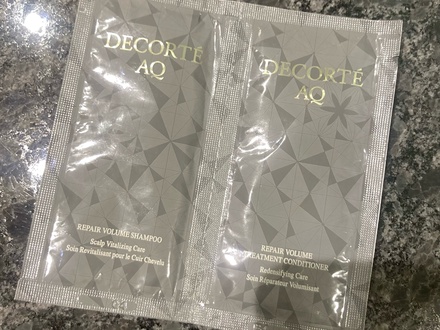 DECORTÉ
AQ
REPAIR VOLUME SHAMPOO
Scalp Vitalizing Care
Soin Revitalisant pour le Cuir Chevelu
DECORTÉ
AQ
REPAIR VOLUME
TREATMENT CONDITIONER
Redensifying Care
Soin Réparateur Volumisant